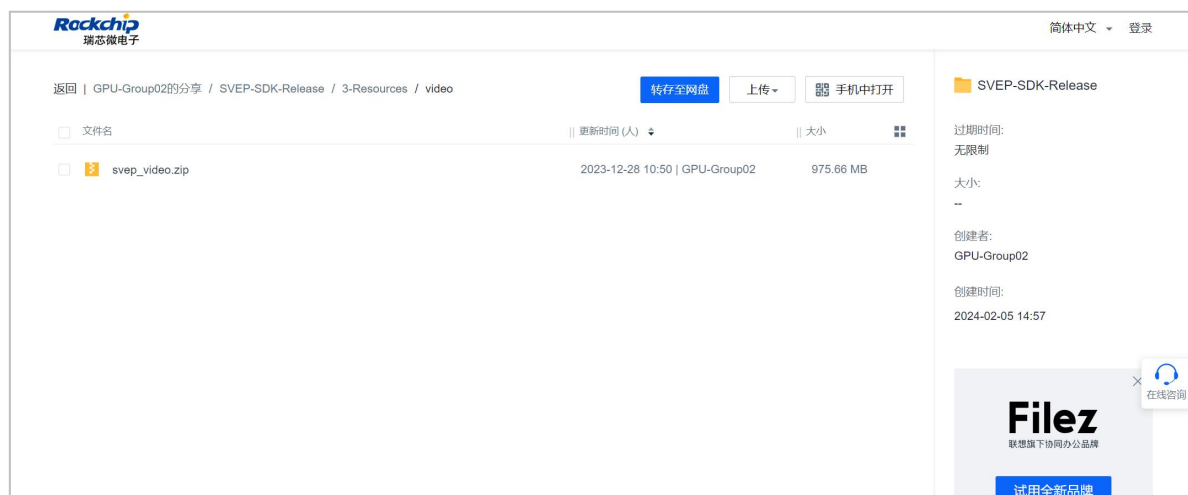 Rockchip
瑞芯微电子
简体中文 登录
返回 | GPU-Group02的分享 / SVEP-SDK-Release / 3-Resources / video
转存至网盘 上传 手机中打开
文件名 更新时间 (人) 大小
svep_video.zip 2023-12-28 10:50 | GPU-Group02 975.66 MB
SVEP-SDK-Release
过期时间:
无限制
大小:
--
创建者:
GPU-Group02
创建时间:
2024-02-05 14:57
在线咨询
Filez
联想旗下协同办公品牌
试用全新品牌